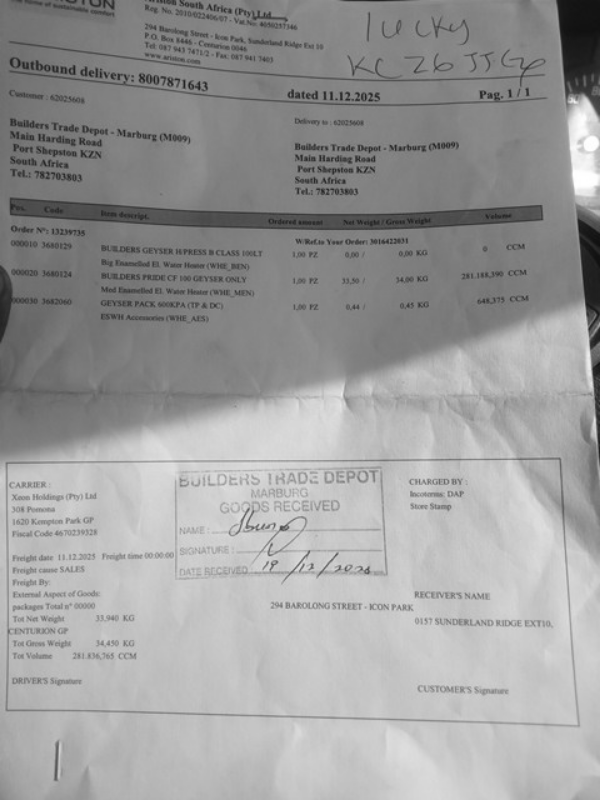 The home of sustainable comfort
Ariston South Africa (Pty) Ltd
Reg. No. 2010/022406/07 - Vat.No 4050257346
294 Barolong Street - Icon Park, Sunderland Ridge Ext 10
P.O. Box 8446 - Centurion 0046
Tel: 087 943 7471/2 - Fax: 087 941 7403
www.ariston.com
lucky
Outbound delivery: 8007871643
dated 11.12.2025
Pag. 1 / 1
Customer : 62025608
Delivery to : 62025608
Builders Trade Depot - Marburg (M009)
Main Harding Road
Port Shepston KZN
South Africa
Tel.: 782703803
Builders Trade Depot - Marburg (M009)
Main Harding Road
Port Shepston KZN
South Africa
Tel.: 782703803
Pos. Code Item descript. Ordered amount Net Weight / Gross Weight Volume
Order N°: 13239735 W/Ref.to Your Order: 3016422031
000010 3680129 BUILDERS GEYSER H/PRESS B CLASS 100LT 1,00 PZ 0,00 / 0,00 KG 0 CCM
Big Enamelled El. Water Heater (WHE_BEN)
000020 3680124 BUILDERS PRIDE CF 100 GEYSER ONLY 1,00 PZ 33,50 / 34,00 KG 281.188,390 CCM
Med Enamelled El. Water Heater (WHE_MEN)
000030 3682060 GEYSER PACK 600KPA (TP & DC) 1,00 PZ 0,44 / 0,45 KG 648,375 CCM
ESWH Accessories (WHE_AES)
CARRIER :
Xeon Holdings (Pty) Ltd
308 Pomona
1620 Kempton Park GP
Fiscal Code 4670239328
BUILDERS TRADE DEPOT
MARBURG
GOODS RECEIVED
NAME :
SIGNATURE :
DATE RECEIVED 19/12/2025
CHARGED BY :
Incoterms: DAP
Store Stamp
Freight date 11.12.2025 Freight time 00:00:00
Freight cause SALES
Freight By:
External Aspect of Goods:
packages Total n° 00000
Tot Net Weight 33,940 KG
CENTURION GP
Tot Gross Weight 34,450 KG
Tot Volume 281.836,765 CCM
294 BAROLONG STREET - ICON PARK
RECEIVER'S NAME
0157 SUNDERLAND RIDGE EXT10,
DRIVER'S Signature
CUSTOMER'S Signature